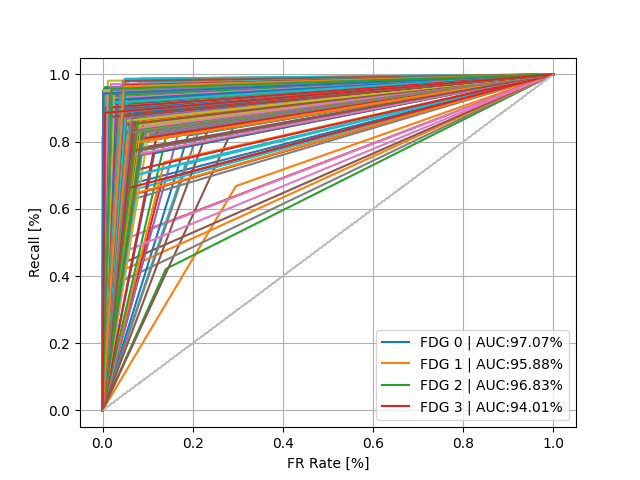 1.0
0.8
0.6
0.4
0.2
0.0
Recall [%]
FDG 0 | AUC:97.07%
FDG 1 | AUC:95.88%
FDG 2 | AUC:96.83%
FDG 3 | AUC:94.01%
0.0 0.2 0.4 0.6 0.8 1.0
FR Rate [%]